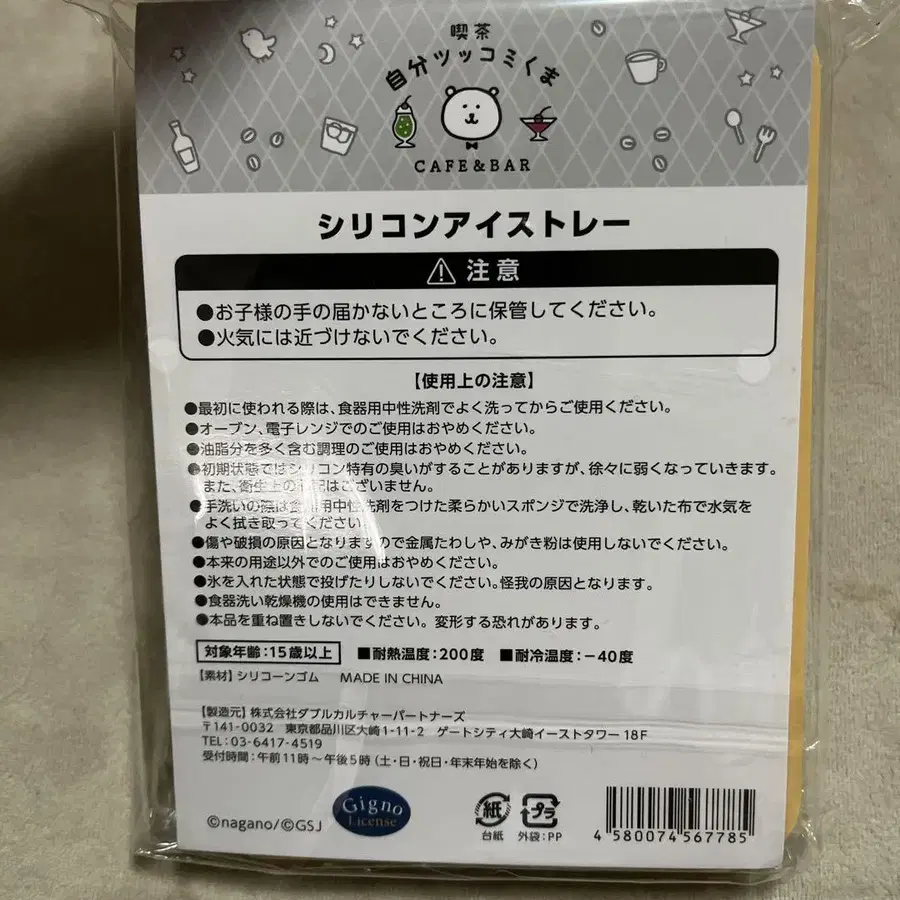 喫茶
自分ツッコミくま
CAFE&BAR
シリコンアイストレー
注意
●お子様の手の届かないところに保管してください。
●火気には近づけないでください。
【使用上の注意】
●最初に使われる際は、食器用中性洗剤でよく洗ってからご使用ください。
●オーブン、電子レンジでのご使用はおやめください。
●油脂分を多く含む調理のご使用はおやめください。
●初期状態ではシリコン特有の臭いがすることがありますが、徐々に弱くなっていきます。
また、衛生上の はございません。
●手洗いの際は食器用中性洗剤をつけた柔らかいスポンジで洗浄し、乾いた布で水気を
よく拭き取ってください。
●傷や破損の原因となりますので金属たわしや、みがき粉は使用しないでください。
●本来の用途以外でのご使用はおやめください。
●氷を入れた状態で投げたりしないでください。怪我の原因となります。
●食器洗い乾燥機の使用はできません。
●本品を重ね置きしないでください。変形する恐れがあります。
対象年齢:15歳以上 ■耐熱温度:200度 ■耐冷温度:−40度
【素材】シリコーンゴム MADE IN CHINA
【製造元】株式会社ダブルカルチャーパートナーズ
〒141-0032 東京都品川区大崎1-11-2 ゲートシティ大崎イーストタワー18F
TEL:03-6417-4519
受付時間:午前11時〜午後5時(土・日・祝日・年末年始を除く)
©nagano/©GSJ
Gigno
License
紙
台紙
プラ
外袋:PP
4 580074 567785